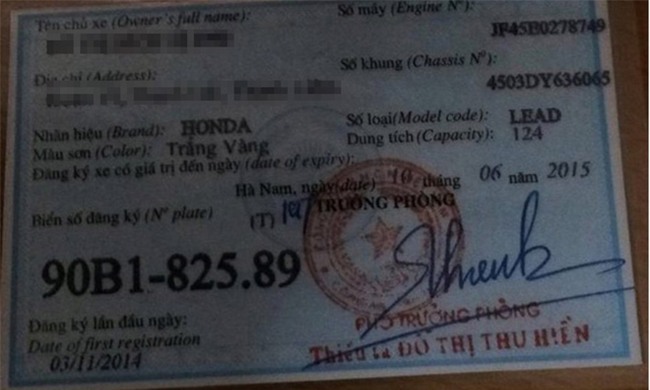 Tên chủ xe (Owner's full name):
Số máy (Engine Nº):
JF45E0278749
Địa chỉ (Address):
Số khung (Chassis Nº):
4503DY636065
Nhãn hiệu (Brand): HONDA
Số loại(Model code): LEAD
Màu sơn (Color): Trắng Vàng
Dung tích (Capacity): 124
Đăng ký xe có giá trị đến ngày (date of expiry):
Hà Nam, ngày(date) 10 tháng 06 năm 2015
Biển số đăng ký (Nº plate) (T)
TRƯỞNG PHÒNG
90B1-825.89
PHÓ TRƯỞNG PHÒNG
Đăng ký lần đầu ngày:
Thiếu tá ĐỖ THỊ THU HIỀN
Date of first registration
03/11/2014